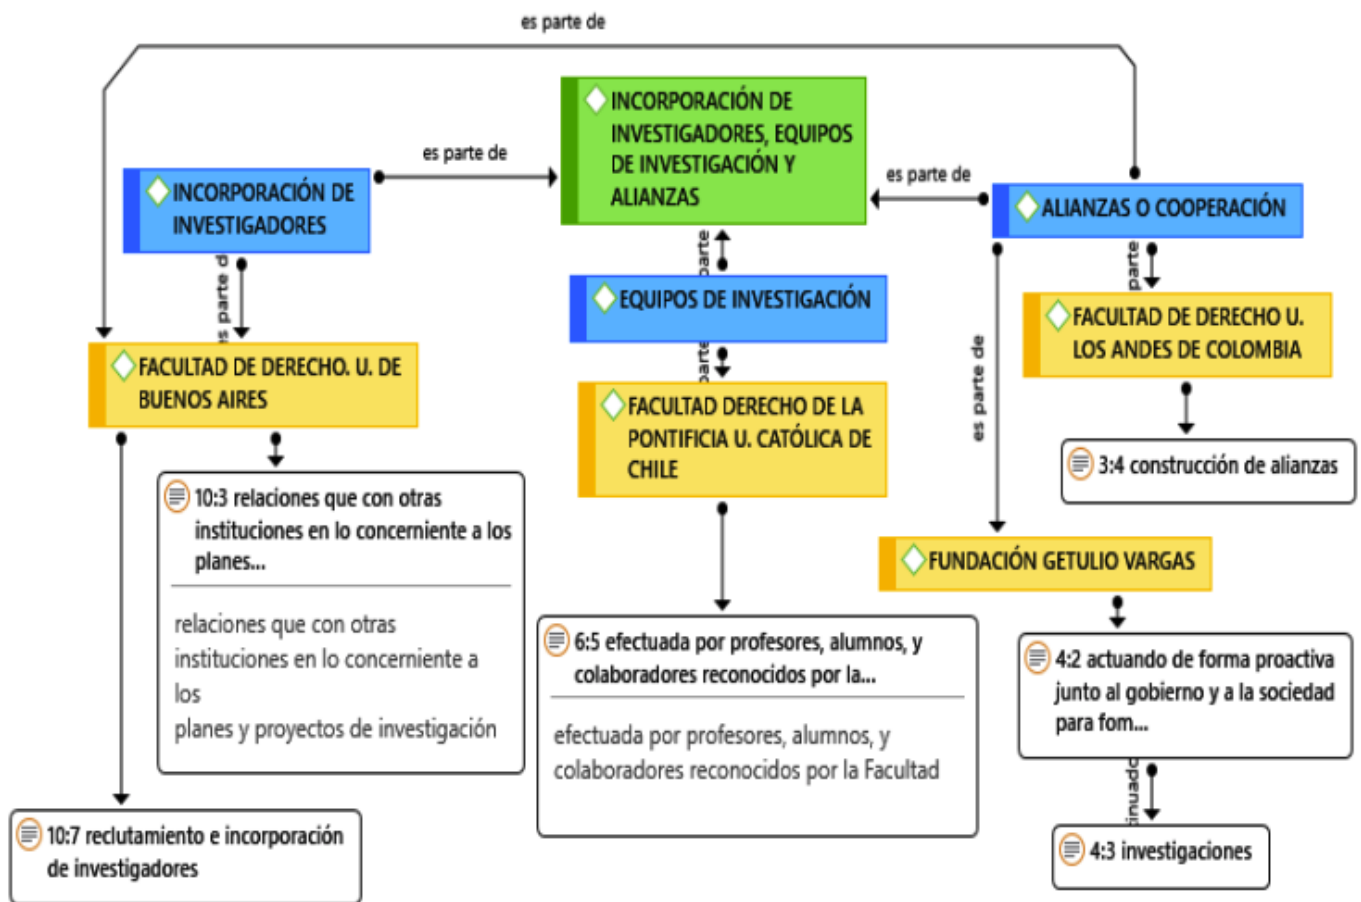 es parte de
INCORPORACIÓN DE
INVESTIGADORES, EQUIPOS
DE INVESTIGACIÓN Y
ALIANZAS
es parte de
es parte de
INCORPORACIÓN DE
INVESTIGADORES
ALIANZAS O COOPERACIÓN
es parte d
parte
parte
EQUIPOS DE INVESTIGACIÓN
FACULTAD DE DERECHO U.
LOS ANDES DE COLOMBIA
FACULTAD DE DERECHO. U. DE
BUENOS AIRES
parte
es parte de
FACULTAD DERECHO DE LA
PONTIFICIA U. CATÓLICA DE
CHILE
3:4 construcción de alianzas
10:3 relaciones que con otras
instituciones en lo concerniente a los
planes...
relaciones que con otras
instituciones en lo concerniente a
los
planes y proyectos de investigación
FUNDACIÓN GETULIO VARGAS
6:5 efectuada por profesores, alumnos, y
colaboradores reconocidos por la...
efectuada por profesores, alumnos, y
colaboradores reconocidos por la Facultad
4:2 actuando de forma proactiva
junto al gobierno y a la sociedad
para fom...
tinuado
10:7 reclutamiento e incorporación
de investigadores
4:3 investigaciones